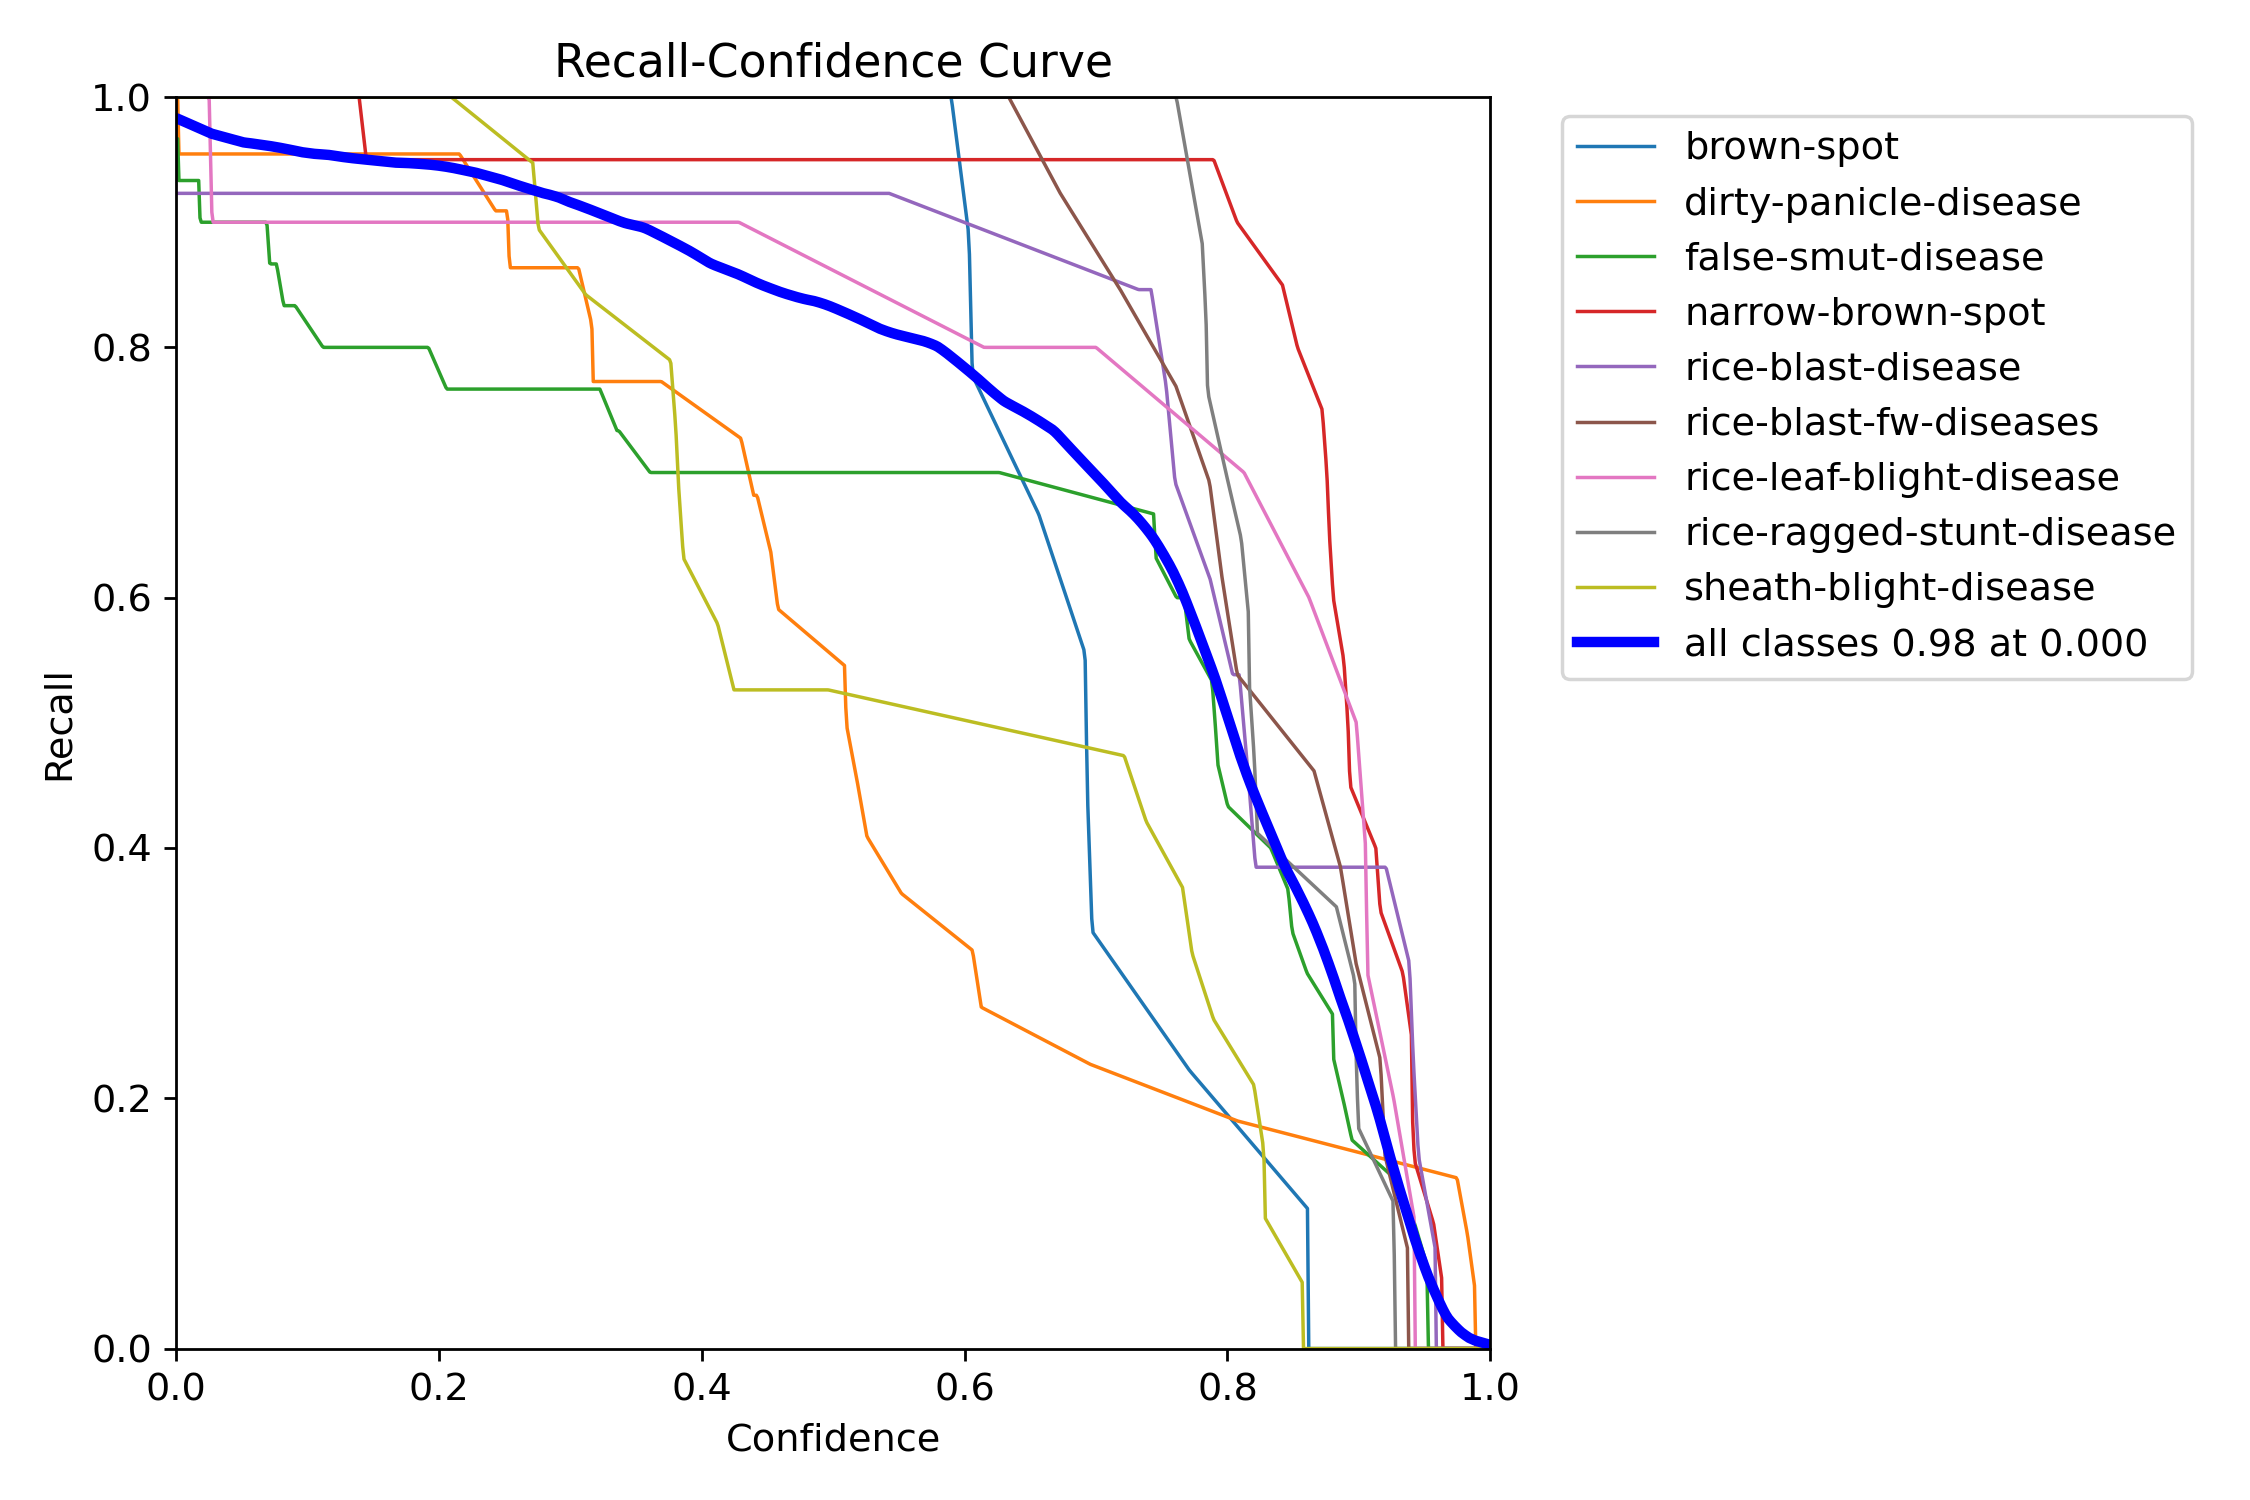 Recall-Confidence Curve
1.0
0.8
0.6
0.4
0.2
0.0
Recall
0.0 0.2 0.4 0.6 0.8 1.0
Confidence
brown-spot
dirty-panicle-disease
false-smut-disease
narrow-brown-spot
rice-blast-disease
rice-blast-fw-diseases
rice-leaf-blight-disease
rice-ragged-stunt-disease
sheath-blight-disease
all classes 0.98 at 0.000